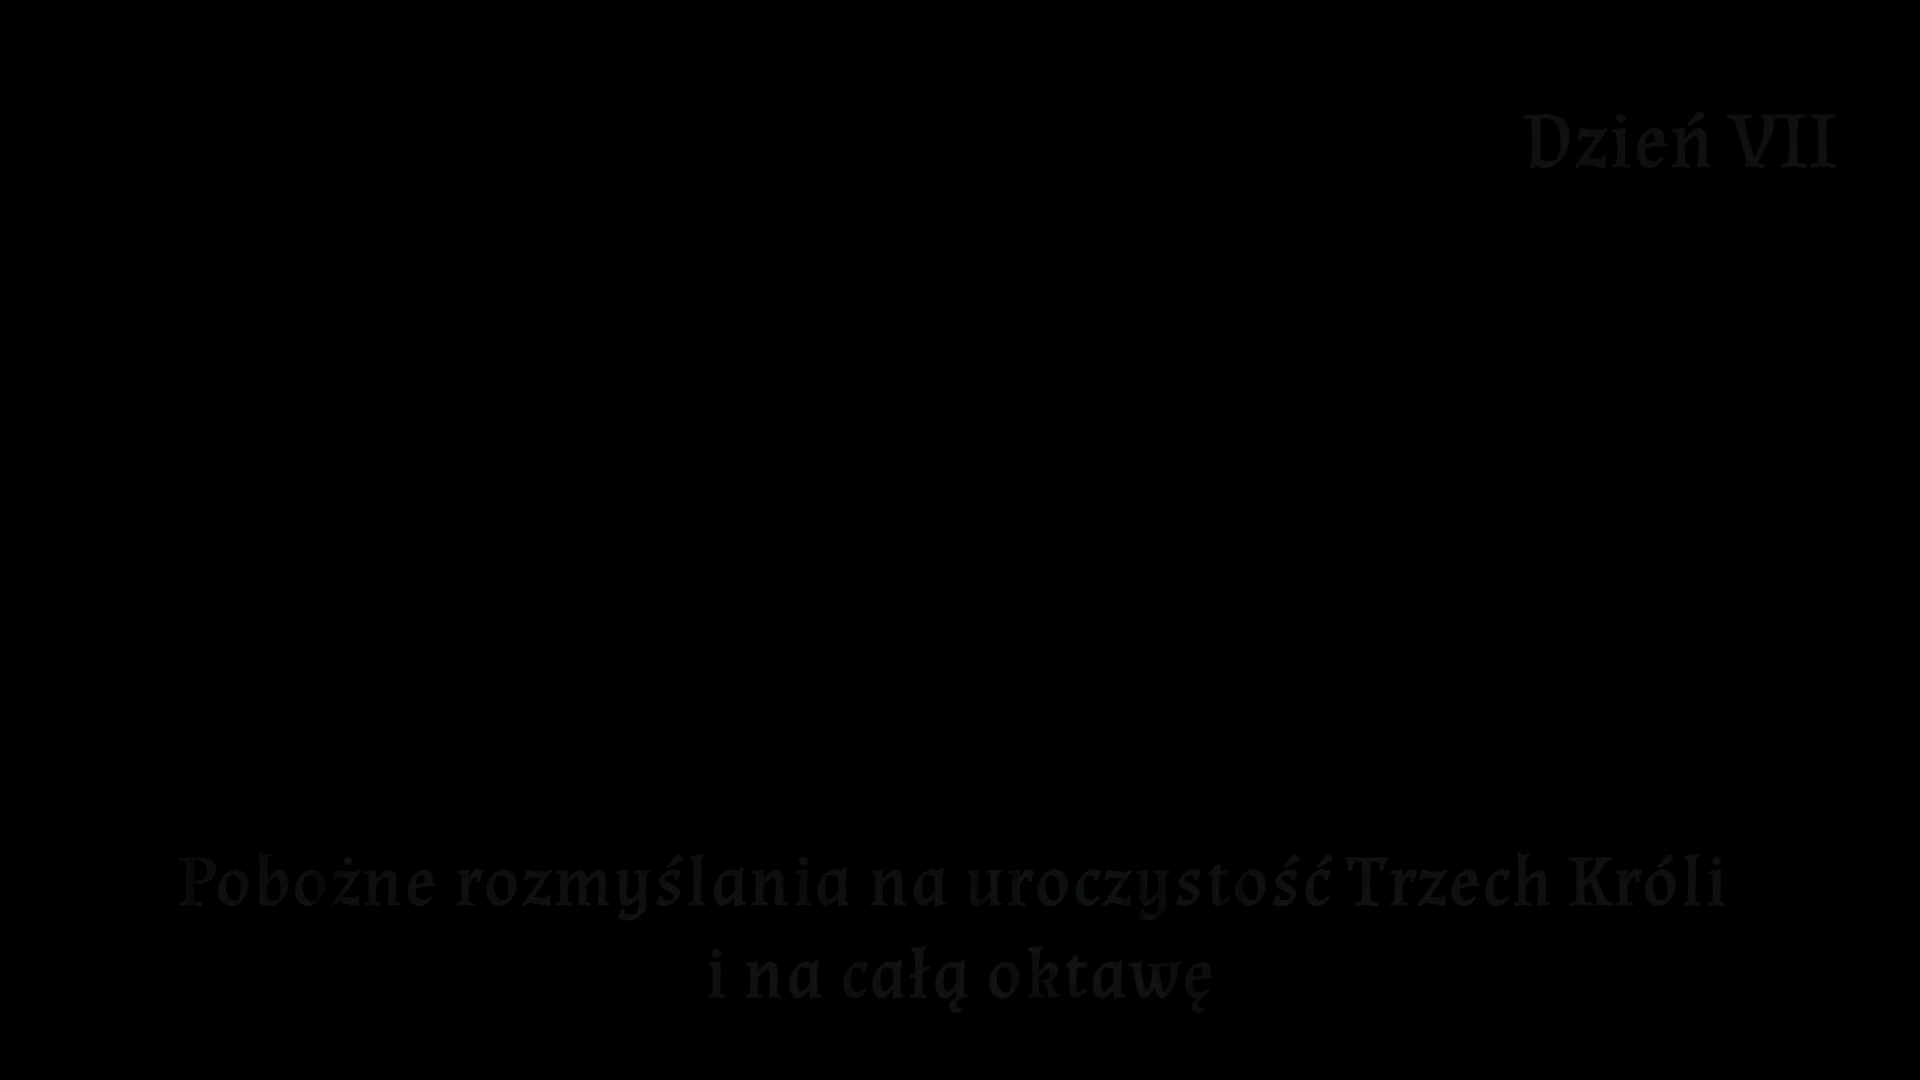 Dzień VII
Pobożne rozmyślania na uroczystość Trzech Króli
i na całą oktawę